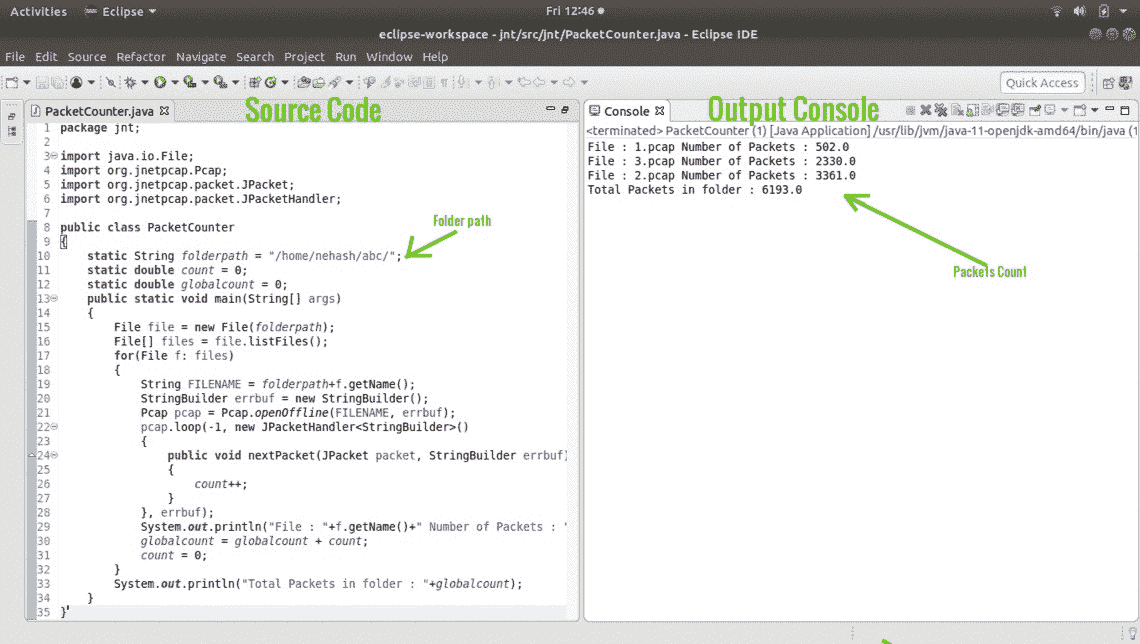 Activities Eclipse Fri 12:46
eclipse-workspace - jnt/src/jnt/PacketCounter.java - Eclipse IDE
File Edit Source Refactor Navigate Search Project Run Window Help
Quick Access
PacketCounter.java
Source Code
1 package jnt;
2
3 import java.io.File;
4 import org.jnetpcap.Pcap;
5 import org.jnetpcap.packet.JPacket;
6 import org.jnetpcap.packet.JPacketHandler;
7
8 public class PacketCounter
9 {
Folder path
10 static String folderpath = "/home/nehash/abc/";
11 static double count = 0;
12 static double globalcount = 0;
13 public static void main(String[] args)
14 {
15 File file = new File(folderpath);
16 File[] files = file.listFiles();
17 for(File f: files)
18 {
19 String FILENAME = folderpath+f.getName();
20 StringBuilder errbuf = new StringBuilder();
21 Pcap pcap = Pcap.openOffline(FILENAME, errbuf);
22 pcap.loop(-1, new JPacketHandler<StringBuilder>()
23 {
24 public void nextPacket(JPacket packet, StringBuilder errbuf)
25 {
26 count++;
27 }
28 }, errbuf);
29 System.out.println("File : "+f.getName()+" Number of Packets : "
30 globalcount = globalcount + count;
31 count = 0;
32 }
33 System.out.println("Total Packets in folder : "+globalcount);
34 }
35 }
Console
Output Console
<terminated> PacketCounter (1) [Java Application] /usr/lib/jvm/java-11-openjdk-amd64/bin/java (1
File : 1.pcap Number of Packets : 502.0
File : 3.pcap Number of Packets : 2330.0
File : 2.pcap Number of Packets : 3361.0
Total Packets in folder : 6193.0
Packets Count